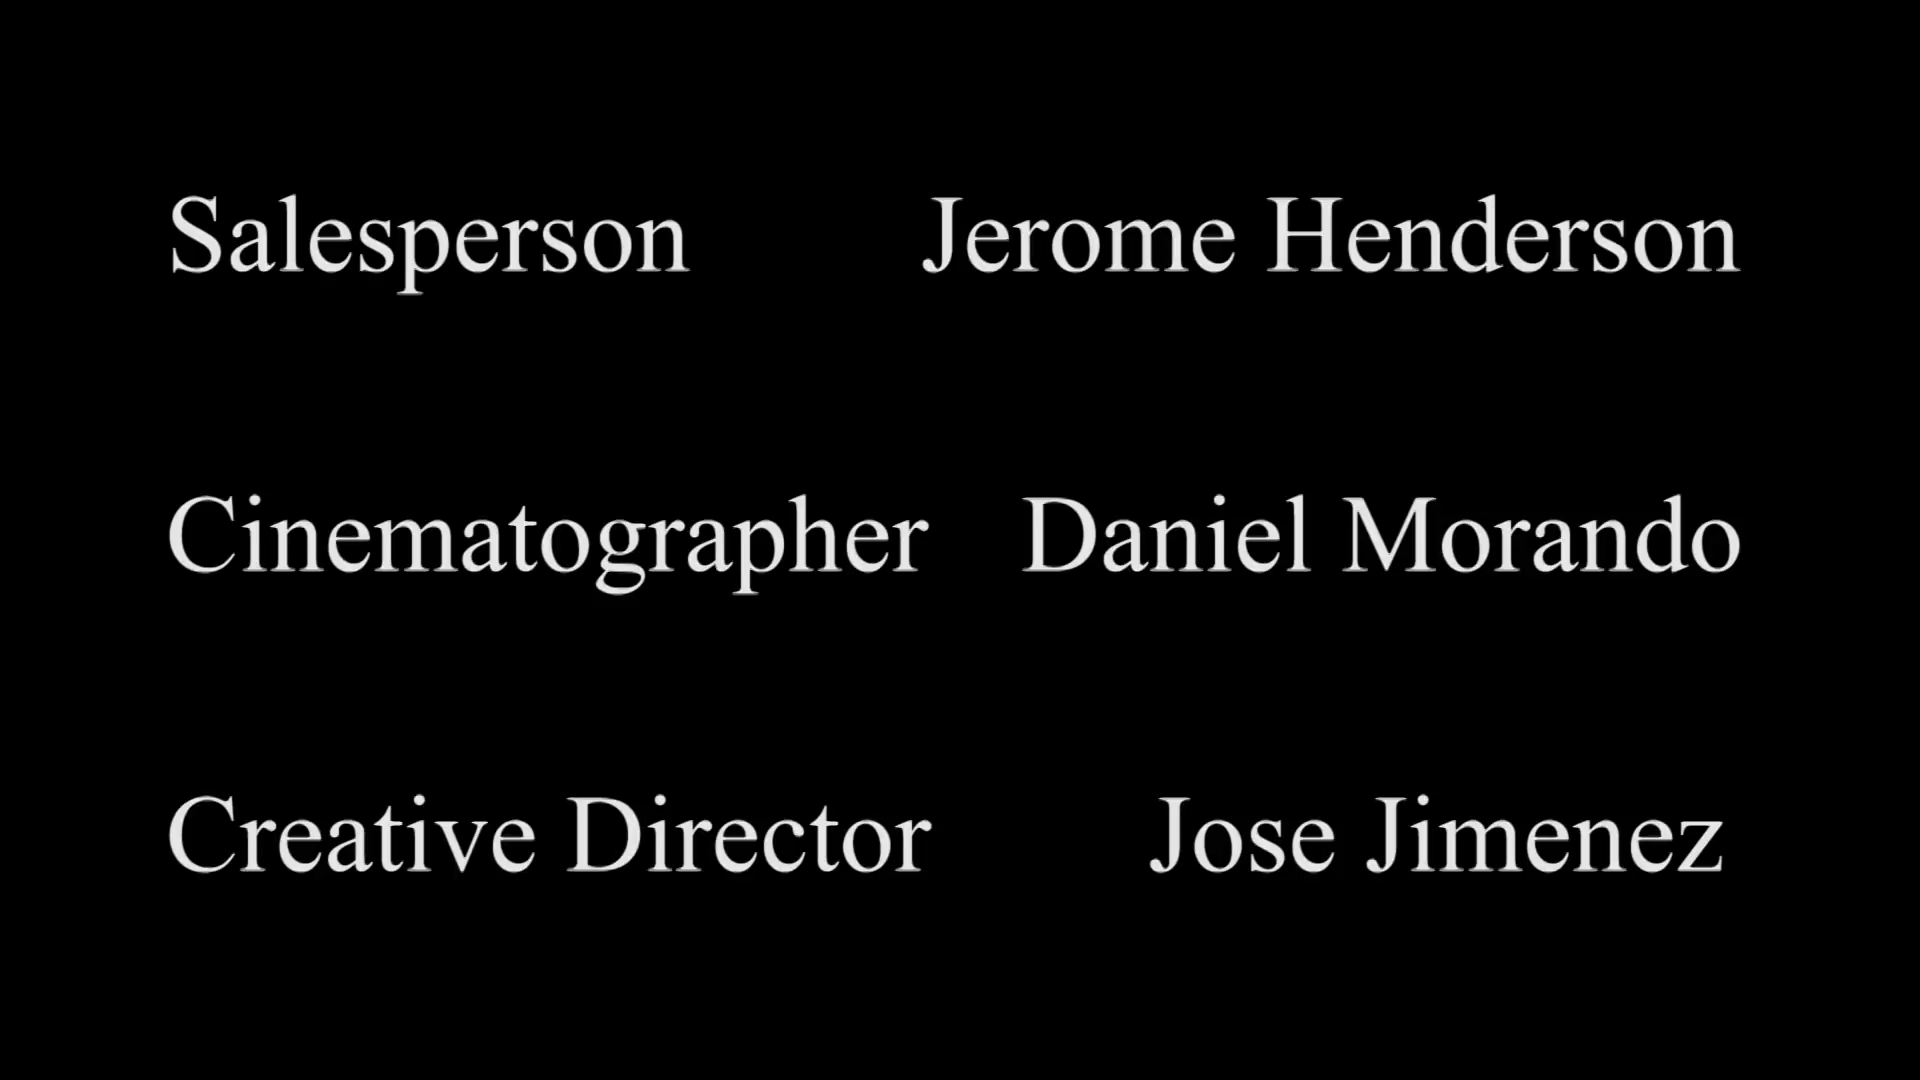 Salesperson Jerome Henderson
Cinematographer Daniel Morando
Creative Director Jose Jimenez